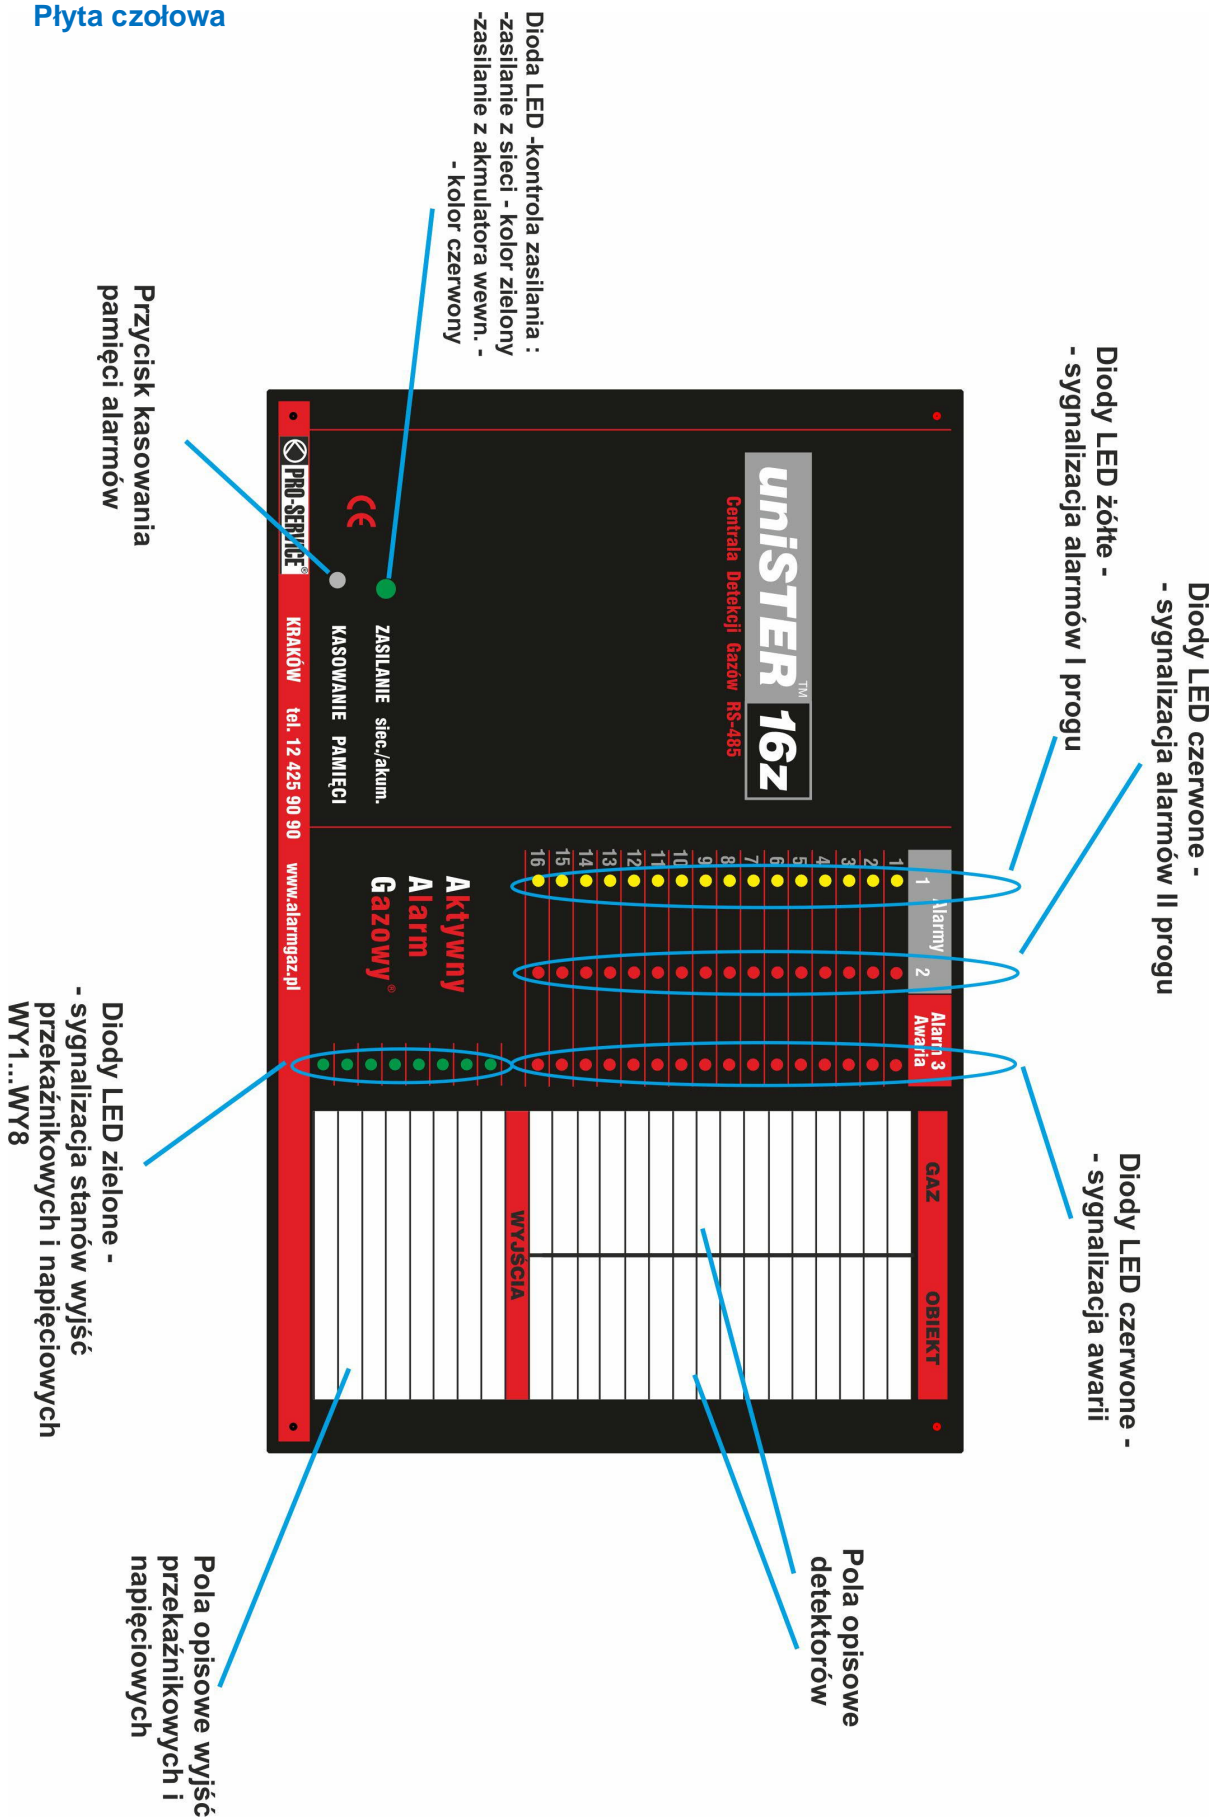 Płyta czołowa
Diody LED czerwone -
- sygnalizacja alarmów II progu
Diody LED żółte -
- sygnalizacja alarmów I progu
Diody LED czerwone -
- sygnalizacja awarii
Dioda LED -kontrola zasilania :
-zasilanie z sieci - kolor zielony
-zasilanie z akmulatora wewn. -
- kolor czerwony
Przycisk kasowania
pamięci alarmów
uniSTER™ 16z
Centrala Detekcji Gazów RS-485
Alarmy
1 2
Alarm 3
Awaria
GAZ OBIEKT
1
2
3
4
5
6
7
8
9
10
11
12
13
14
15
16
WYJŚCIA
Aktywny
Alarm
Gazowy®
ZASILANIE siec./akum.
KASOWANIE PAMIĘCI
CE
PRO-SERVICE® KRAKÓW tel. 12 425 90 90 www.alarmgaz.pl
Pola opisowe
detektorów
Diody LED zielone -
- sygnalizacja stanów wyjść
przekaźnikowych i napięciowych
WY1...WY8
Pola opisowe wyjść
przekaźnikowych i
napięciowych